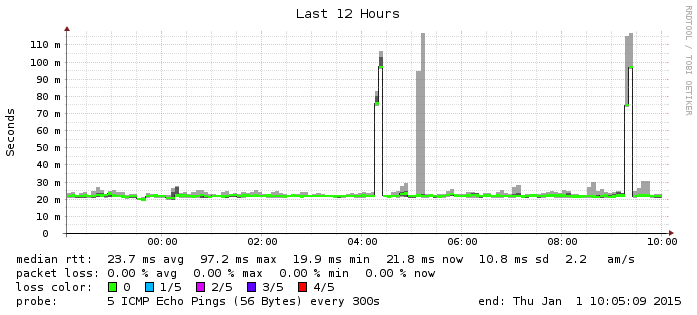 Last 12 Hours
RRDTOOL / TOBI OETIKER
Seconds
110 m
100 m
90 m
80 m
70 m
60 m
50 m
40 m
30 m
20 m
10 m
0
00:00 02:00 04:00 06:00 08:00 10:00
median rtt: 23.7 ms avg 97.2 ms max 19.9 ms min 21.8 ms now 10.8 ms sd 2.2 am/s
packet loss: 0.00 % avg 0.00 % max 0.00 % min 0.00 % now
loss color: 0 1/5 2/5 3/5 4/5
probe: 5 ICMP Echo Pings (56 Bytes) every 300s end: Thu Jan 1 10:05:09 2015